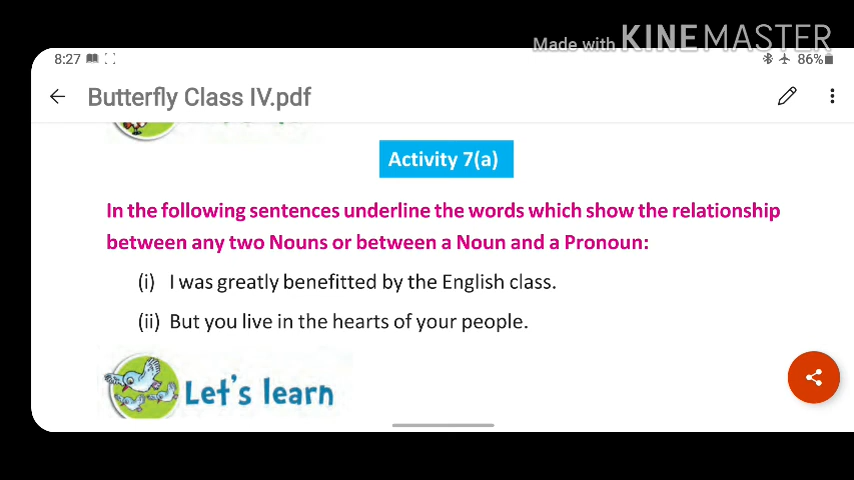 Made with KINEMASTER
8:27 86%
Butterfly Class IV.pdf
Activity 7(a)
In the following sentences underline the words which show the relationship
between any two Nouns or between a Noun and a Pronoun:
(i) I was greatly benefitted by the English class.
(ii) But you live in the hearts of your people.
Let's learn